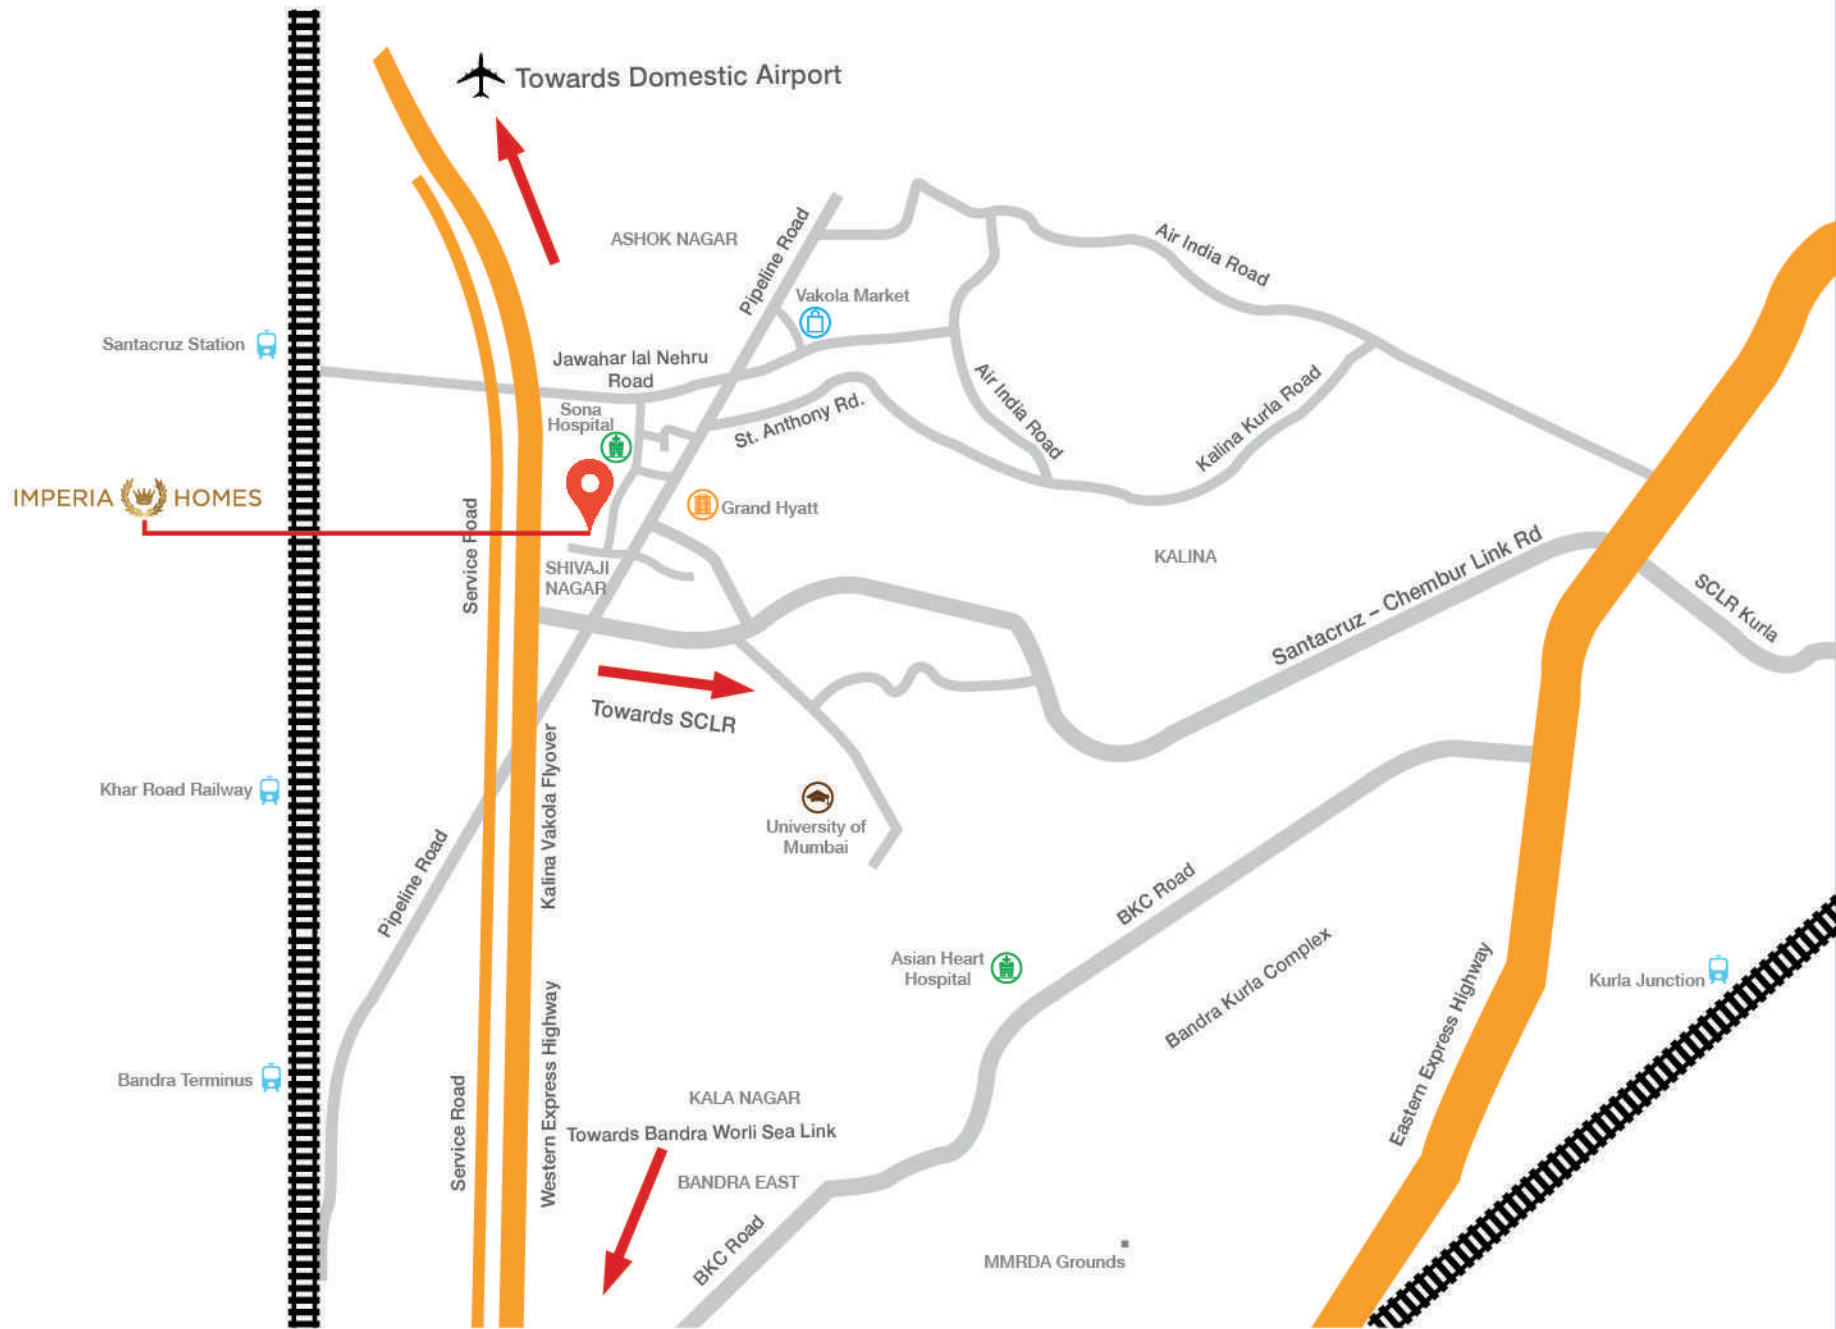 Towards Domestic Airport
ASHOK NAGAR
Pipeline Road
Air India Road
Vakola Market
Santacruz Station
Jawahar lal Nehru
Road
Sona
Hospital
St. Anthony Rd.
Air India Road
Kalina Kurla Road
IMPERIA HOMES
Grand Hyatt
Service Road
SHIVAJI
NAGAR
KALINA
Santacruz – Chembur Link Rd
SCLR Kurla
Towards SCLR
Kalina Vakola Flyover
Khar Road Railway
University of
Mumbai
Pipeline Road
BKC Road
Asian Heart
Hospital
Bandra Kurla Complex
Eastern Express Highway
Kurla Junction
Western Express Highway
Bandra Terminus
Service Road
KALA NAGAR
Towards Bandra Worli Sea Link
BANDRA EAST
BKC Road
MMRDA Grounds